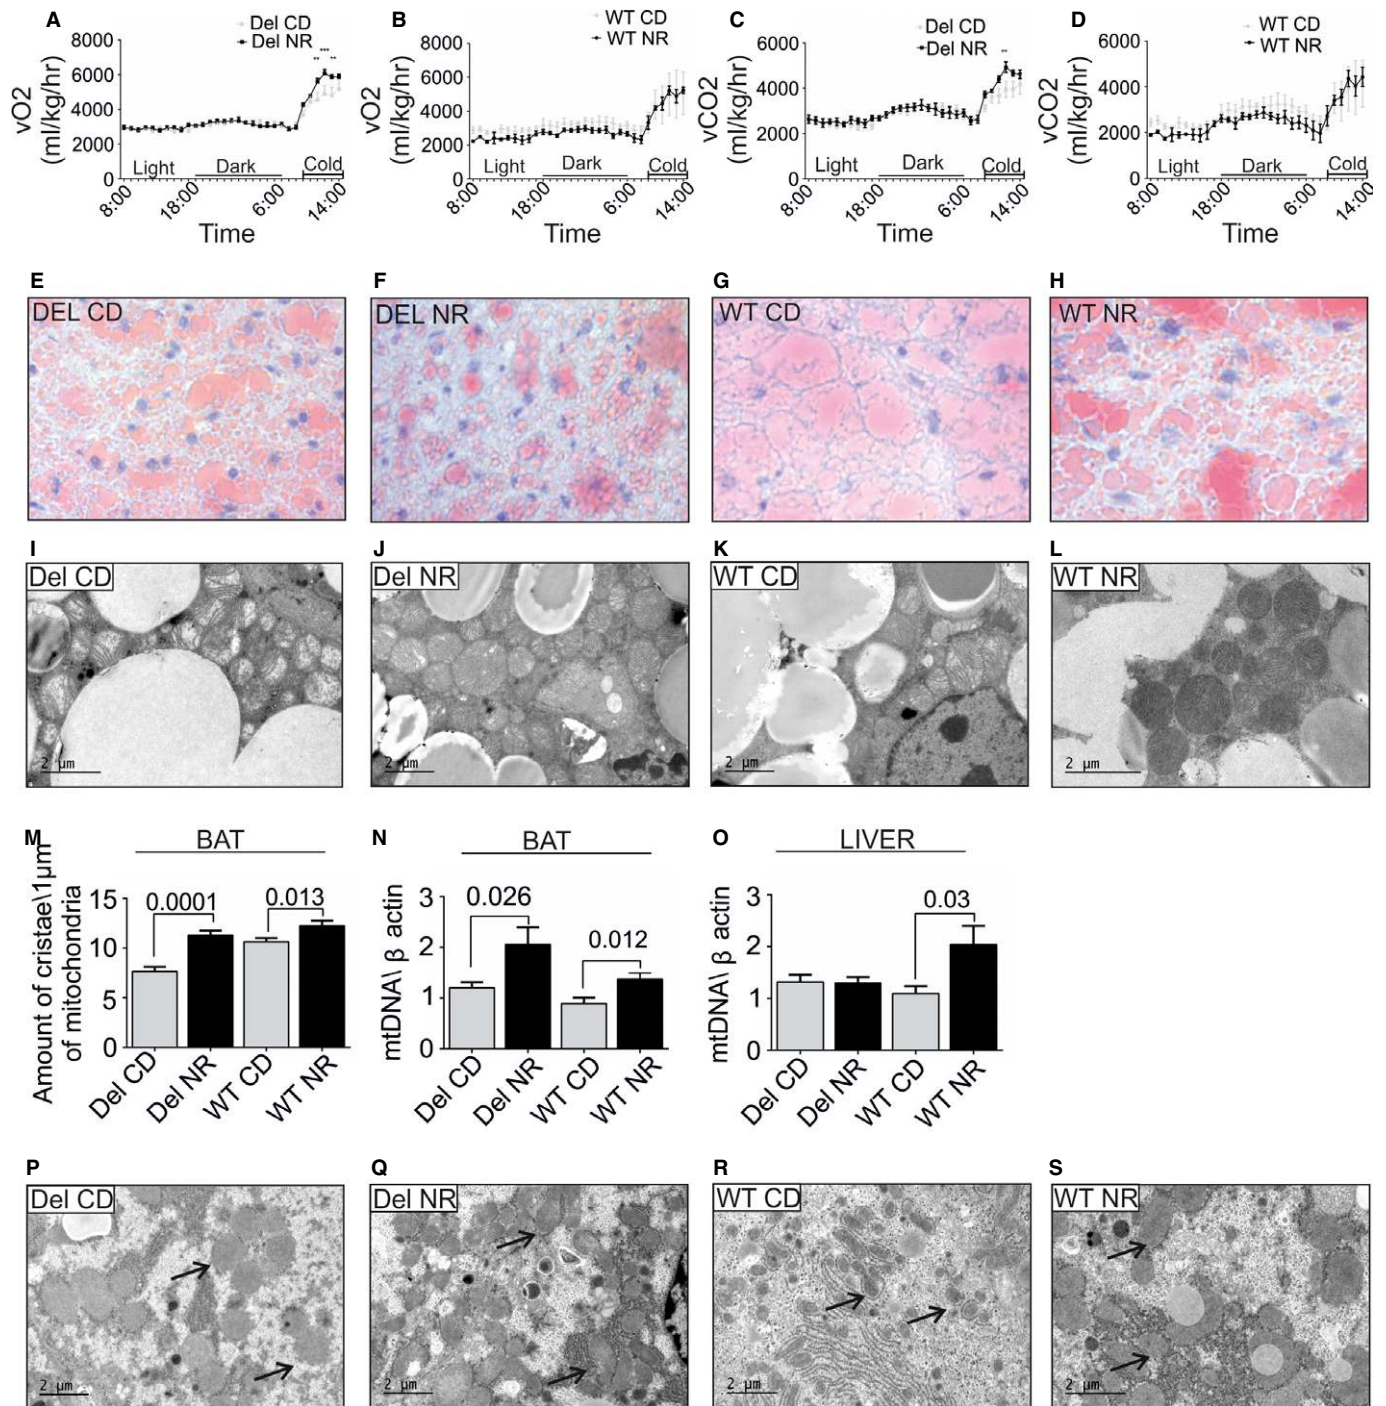 A
Del CD
Del NR
**
***
**
8000
6000
4000
2000
0
vO2
(ml/kg/hr)
Light
Dark
Cold
8:00
18:00
6:00
14:00
Time
B
WT CD
WT NR
8000
6000
4000
2000
0
vO2
(ml/kg/hr)
Light
Dark
Cold
8:00
18:00
6:00
14:00
Time
C
Del CD
Del NR
**
6000
4000
2000
0
vCO2
(ml/kg/hr)
Light
Dark
Cold
8:00
18:00
6:00
14:00
Time
D
WT CD
WT NR
6000
4000
2000
0
vCO2
(ml/kg/hr)
Light
Dark
Cold
8:00
18:00
6:00
14:00
Time
E
DEL CD
F
DEL NR
G
WT CD
H
WT NR
I
Del CD
2 µm
J
Del NR
2 µm
K
WT CD
2 µm
L
WT NR
2 µm
M
BAT
Amount of cristae\1µm
of mitochondria
15
10
5
0
0.0001
0.013
Del CD
Del NR
WT CD
WT NR
N
BAT
mtDNA\ β actin
3
2
1
0
0.026
0.012
Del CD
Del NR
WT CD
WT NR
O
LIVER
mtDNA\ β actin
3
2
1
0
0.03
Del CD
Del NR
WT CD
WT NR
P
Del CD
2 µm
Q
Del NR
2 µm
R
WT CD
2 µm
S
WT NR
2 µm